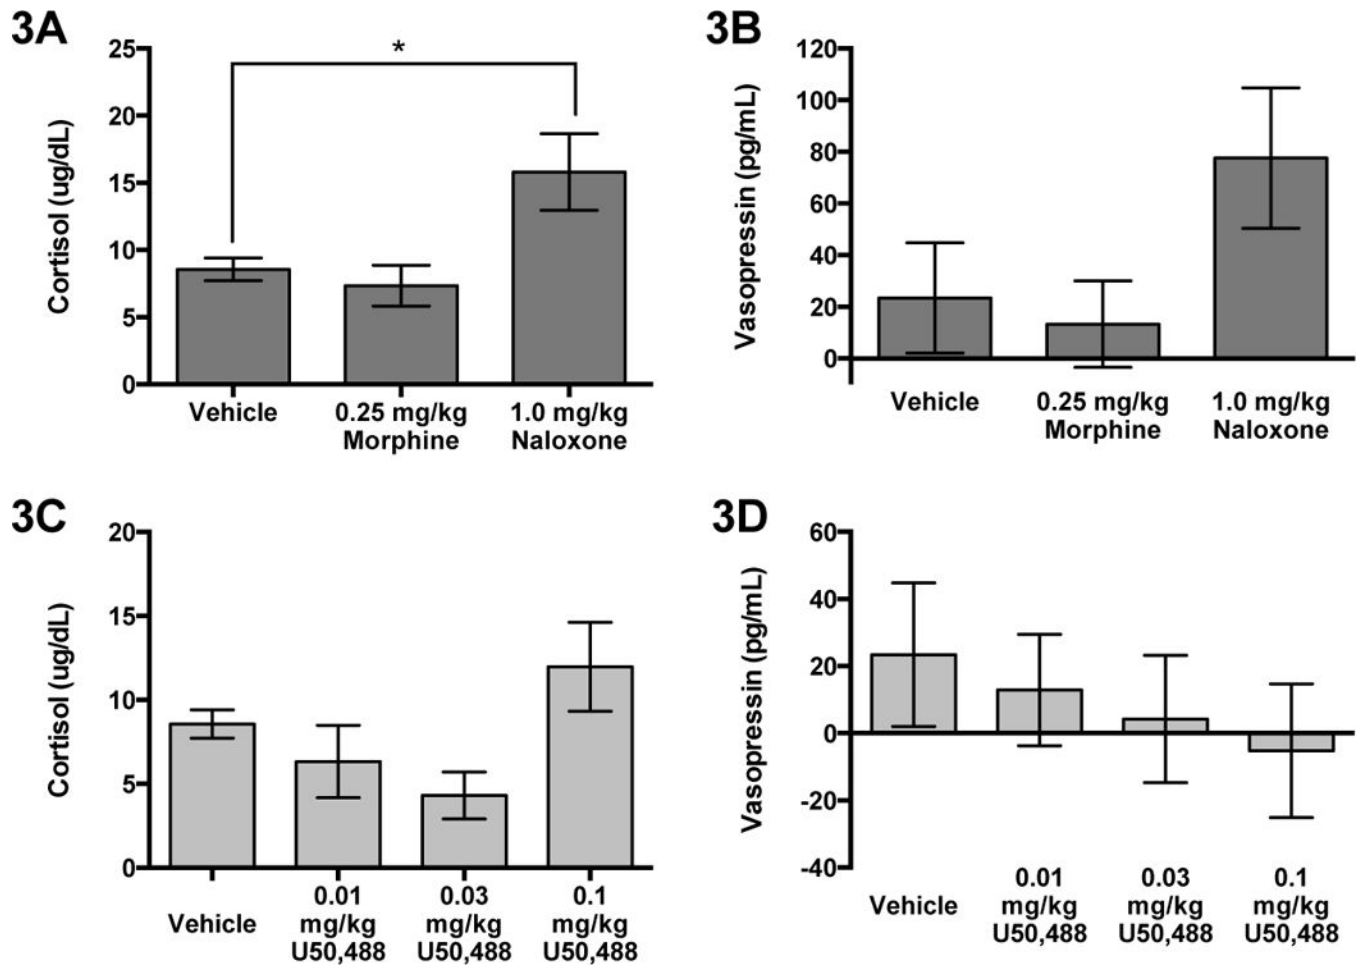 3A
25
20
15
10
5
0
Cortisol (ug/dL)
*
Vehicle
0.25 mg/kg
Morphine
1.0 mg/kg
Naloxone
3B
120
100
80
60
40
20
0
Vasopressin (pg/mL)
Vehicle
0.25 mg/kg
Morphine
1.0 mg/kg
Naloxone
3C
20
15
10
5
0
Cortisol (ug/dL)
Vehicle
0.01
mg/kg
U50,488
0.03
mg/kg
U50,488
0.1
mg/kg
U50,488
3D
60
40
20
0
-20
-40
Vasopressin (pg/mL)
Vehicle
0.01
mg/kg
U50,488
0.03
mg/kg
U50,488
0.1
mg/kg
U50,488